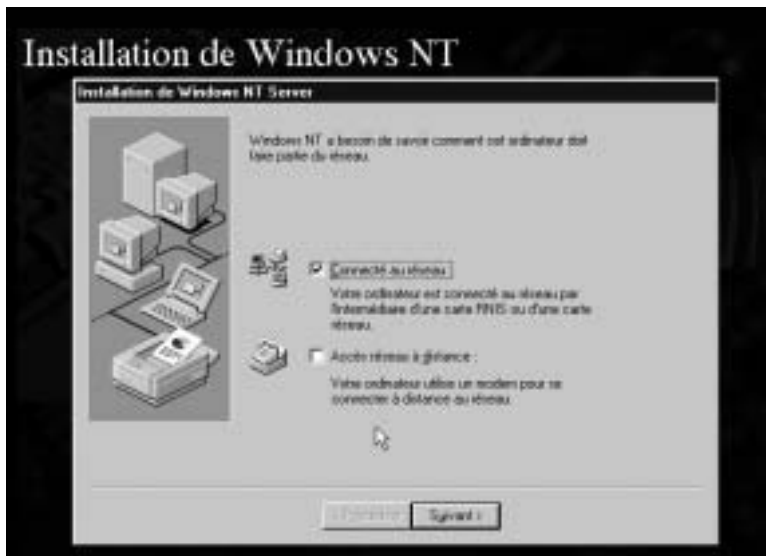 Installation de Windows NT
Installation de Windows NT Server
Windows NT a besoin de savoir comment cet ordinateur doit
faire partie du réseau.
Connecté au réseau :
Votre ordinateur est connecté au réseau par
l'intermédiaire d'une carte RNIS ou d'une carte
réseau.
Accès réseau à distance :
Votre ordinateur utilise un modem pour se
connecter à distance au réseau.
Suivant >